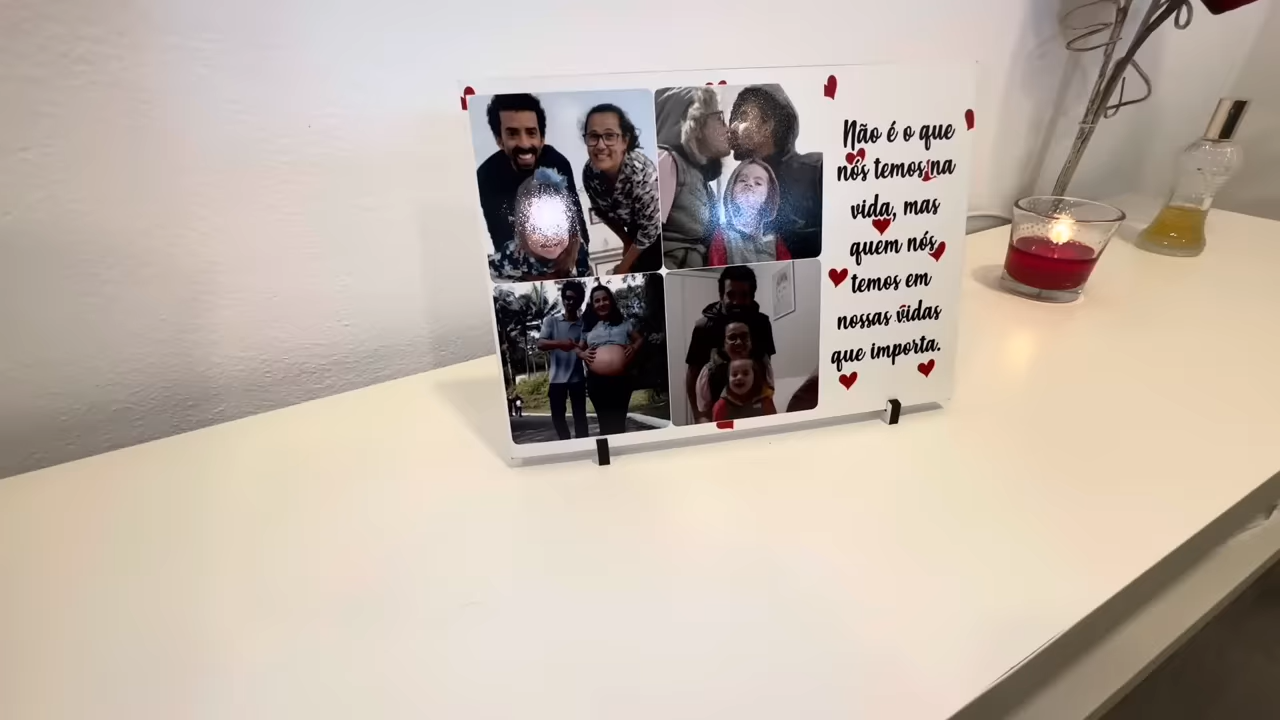 Não é o que
nós temos na
vida, mas
quem nós
temos em
nossas vidas
que importa.